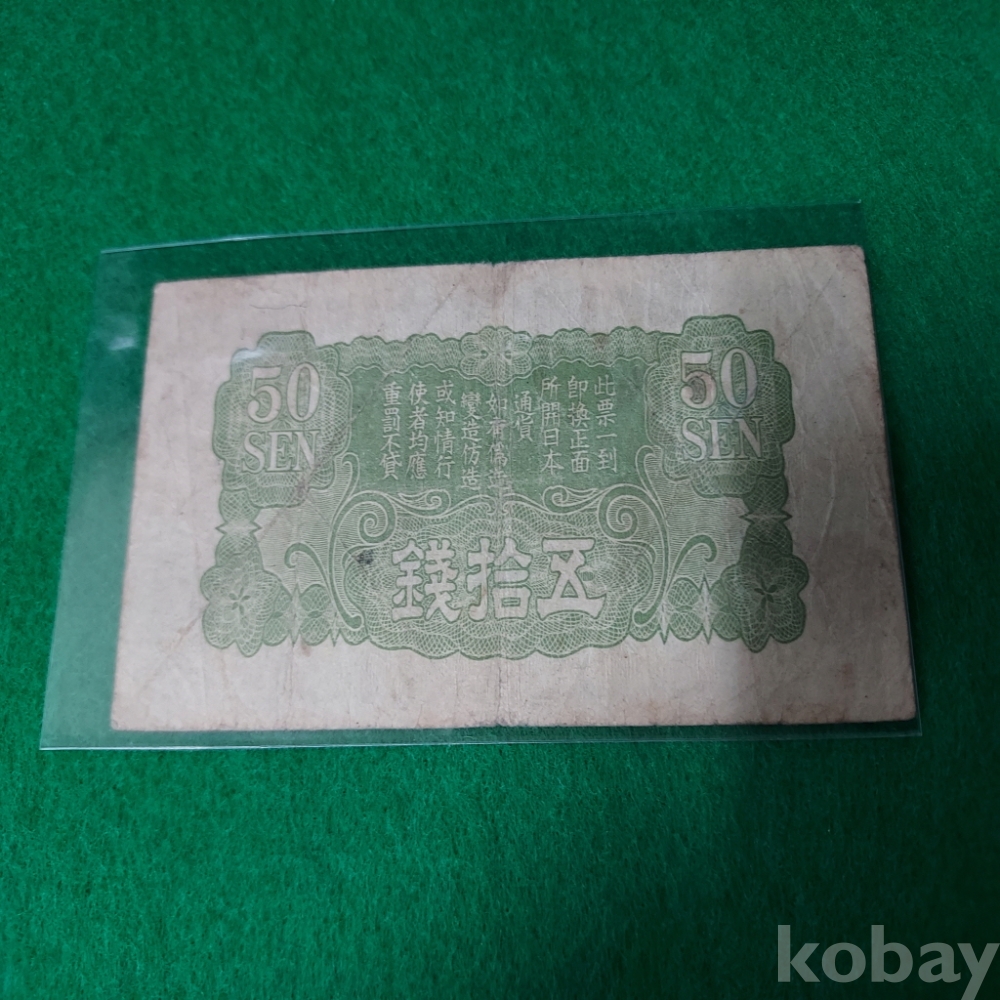 50
SEN
此票一到
即換正面
所開日本
通貨
如有偽造
變造仿造
或知情行
使者均應
重罰不貸
50
SEN
五拾錢
kobay